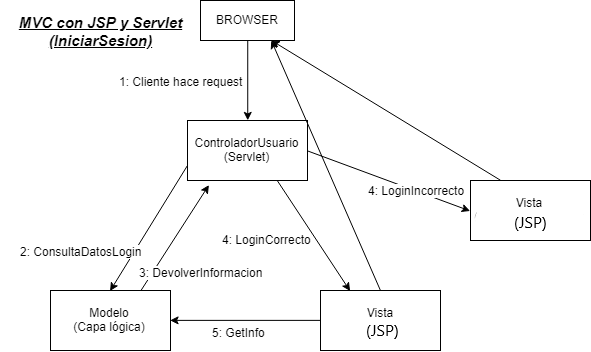 MVC con JSP y Servlet
(IniciarSesion)
BROWSER
1: Cliente hace request
ControladorUsuario
(Servlet)
4: LoginIncorrecto
Vista
(JSP)
4: LoginCorrecto
2: ConsultaDatosLogin
3: DevolverInformacion
Modelo
(Capa lógica)
5: GetInfo
Vista
(JSP)